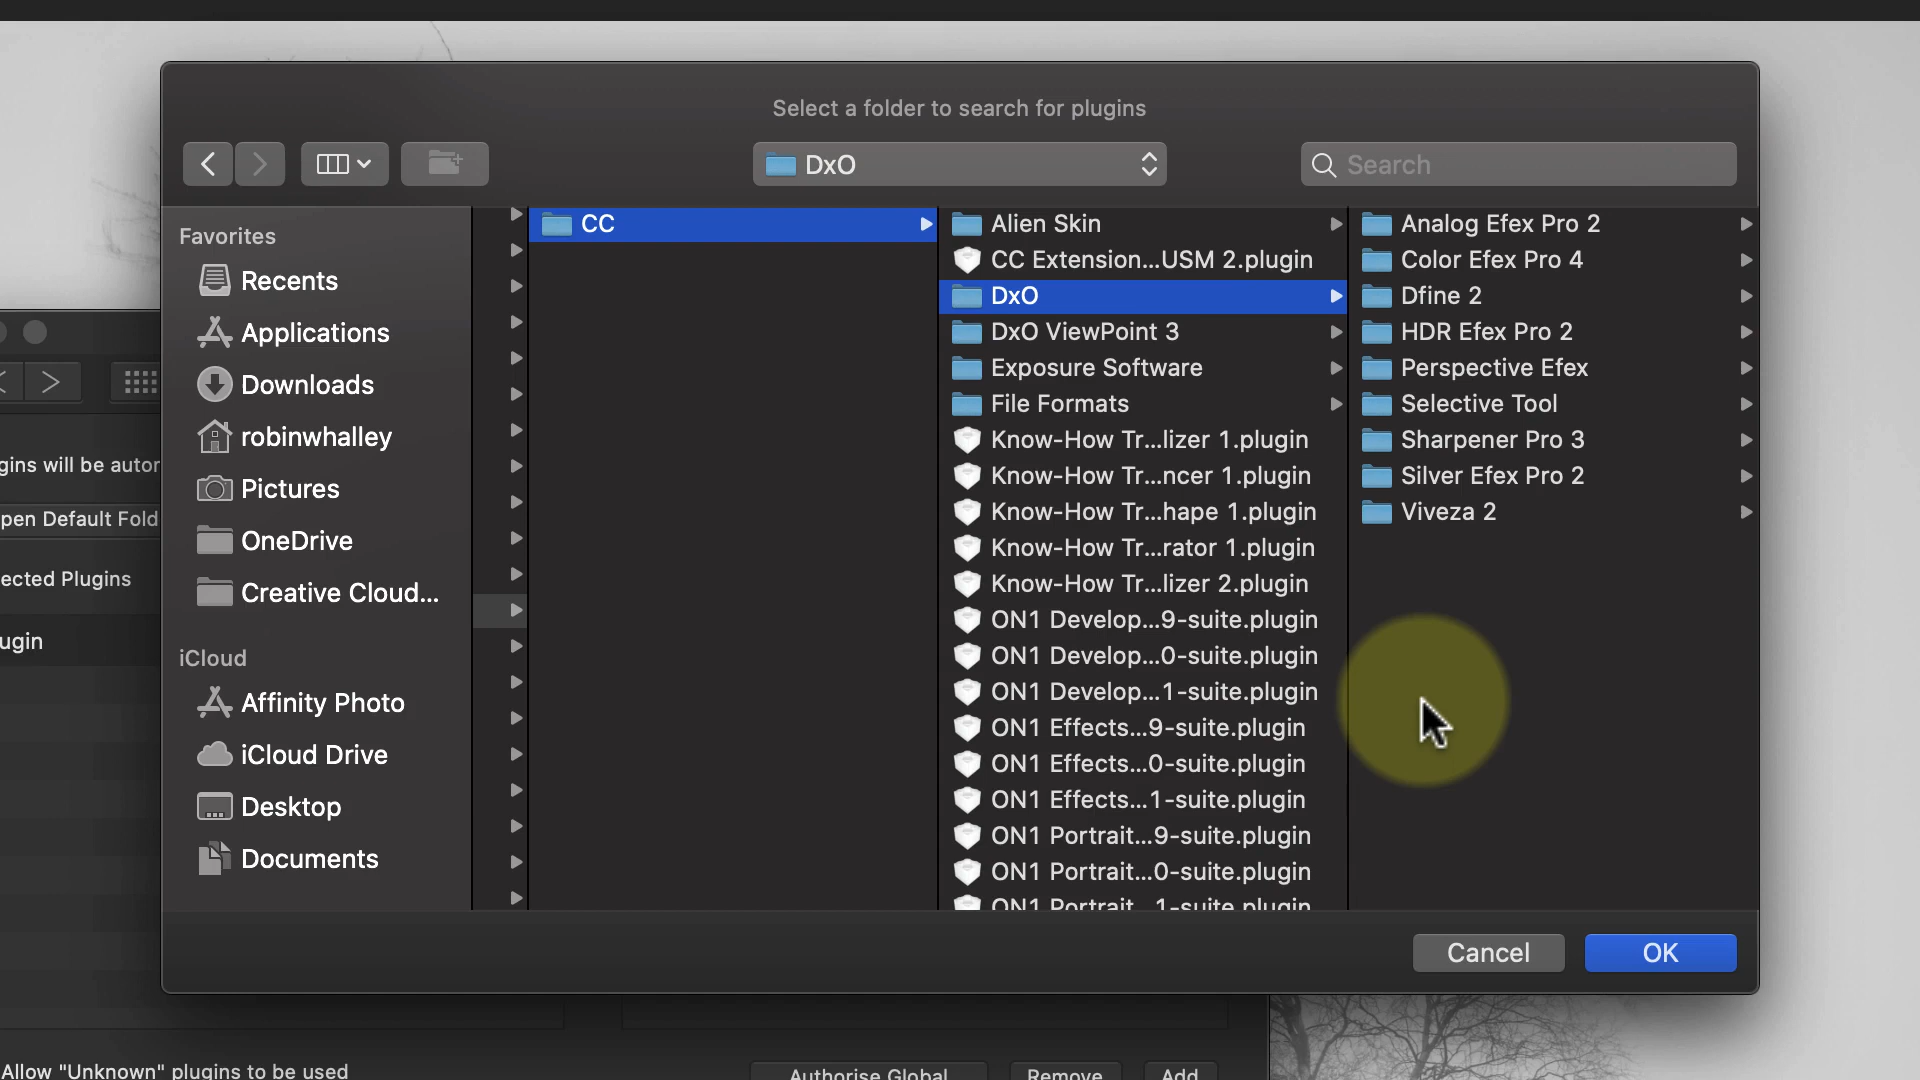 Select a folder to search for plugins
DxO
Search
Favorites
Recents
Applications
Downloads
robinwhalley
Pictures
OneDrive
Creative Cloud...
iCloud
Affinity Photo
iCloud Drive
Desktop
Documents
CC
Alien Skin
CC Extension...USM 2.plugin
DxO
DxO ViewPoint 3
Exposure Software
File Formats
Know-How Tr...lizer 1.plugin
Know-How Tr...ncer 1.plugin
Know-How Tr...hape 1.plugin
Know-How Tr...rator 1.plugin
Know-How Tr...lizer 2.plugin
ON1 Develop...9-suite.plugin
ON1 Develop...0-suite.plugin
ON1 Develop...1-suite.plugin
ON1 Effects...9-suite.plugin
ON1 Effects...0-suite.plugin
ON1 Effects...1-suite.plugin
ON1 Portrait...9-suite.plugin
ON1 Portrait...0-suite.plugin
ON1 Portrait...1-suite.plugin
Analog Efex Pro 2
Color Efex Pro 4
Dfine 2
HDR Efex Pro 2
Perspective Efex
Selective Tool
Sharpener Pro 3
Silver Efex Pro 2
Viveza 2
Cancel
OK
gins will be autor
pen Default Fold
ected Plugins
ugin
Allow "Unknown" plugins to be used
Authorise Global
Remove
Add